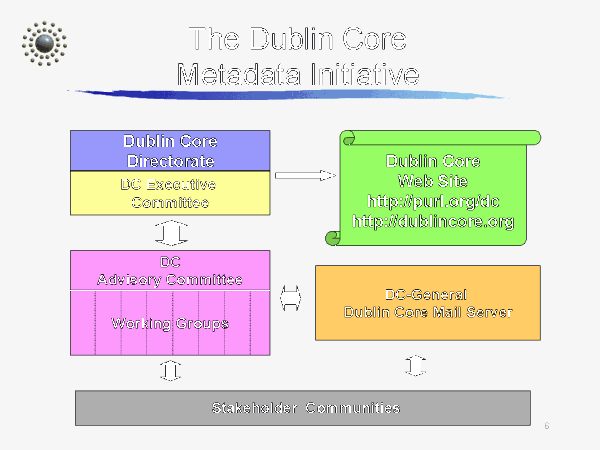 The Dublin Core
Metadata Initiative
Dublin Core
Directorate
DC Executive
Committee
Dublin Core
Web Site
http://purl.org/dc
http://dublincore.org
DC
Advisory Committee
Working Groups
DC-General
Dublin Core Mail Server
Stakeholder Communities
6